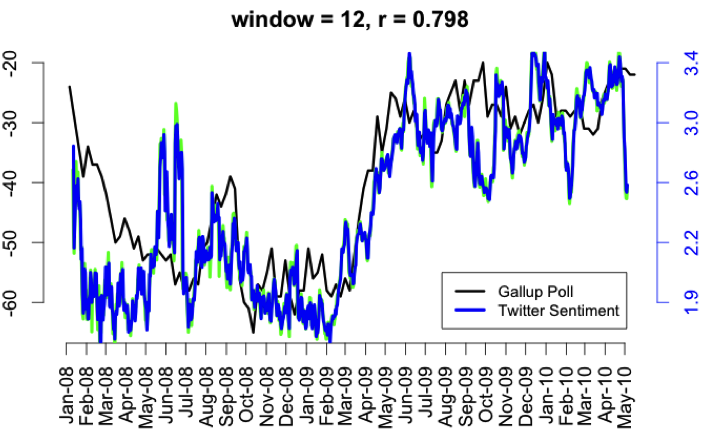 window = 12, r = 0.798
-20
-30
-40
-50
-60
3.4
3.0
2.6
2.2
1.9
Gallup Poll
Twitter Sentiment
Jan-08
Feb-08
Mar-08
Apr-08
May-08
Jun-08
Jul-08
Aug-08
Sep-08
Oct-08
Nov-08
Dec-08
Jan-09
Feb-09
Mar-09
Apr-09
May-09
Jun-09
Jul-09
Aug-09
Sep-09
Oct-09
Nov-09
Dec-09
Jan-10
Feb-10
Mar-10
Apr-10
May-10